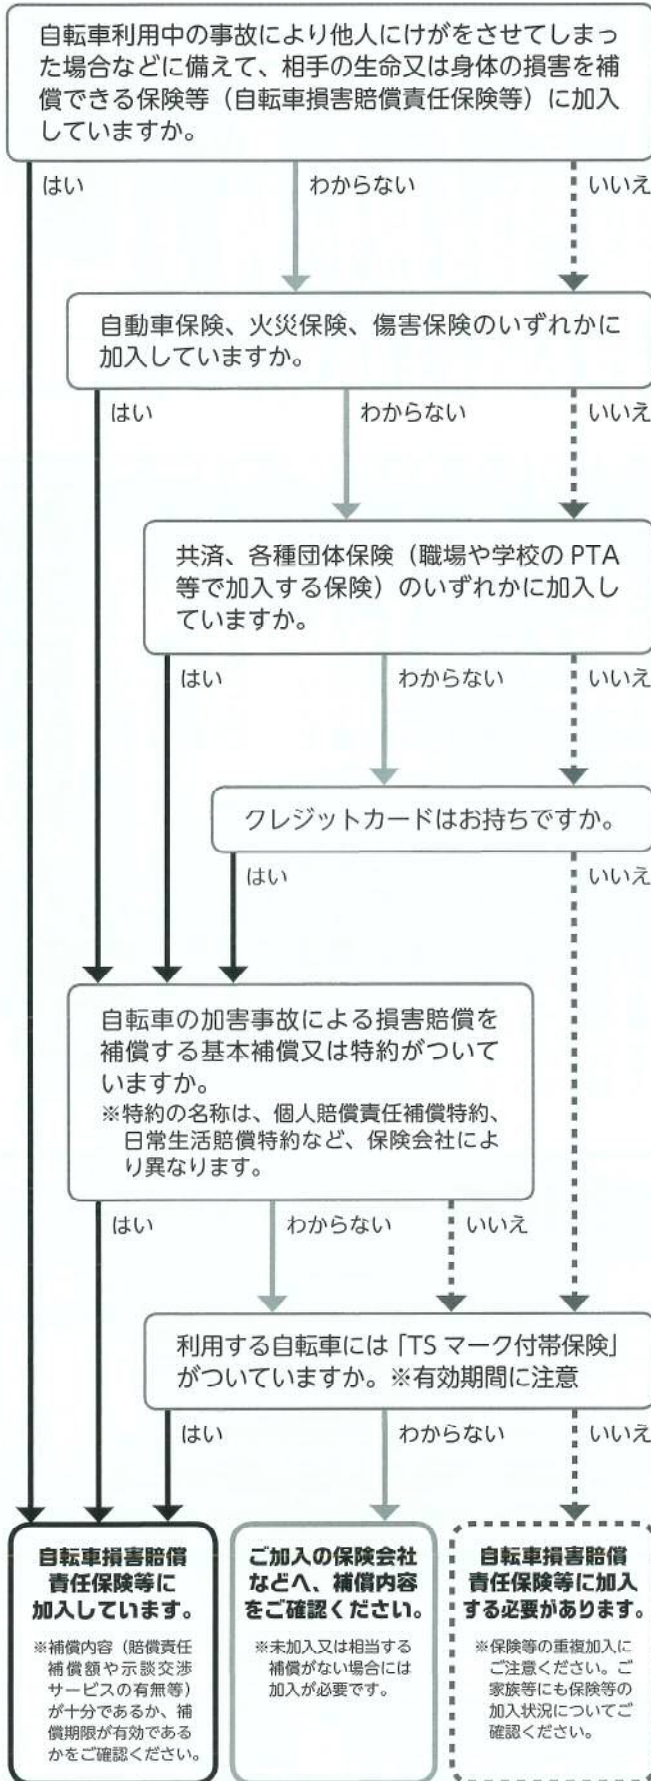 自転車利用中の事故により他人にけがをさせてしまっ
た場合などに備えて、相手の生命又は身体の損害を補
償できる保険等（自転車損害賠償責任保険等）に加入
していますか。
はい
わからない
いいえ
自動車保険、火災保険、傷害保険のいずれかに
加入していますか。
はい
わからない
いいえ
共済、各種団体保険（職場や学校の PTA
等で加入する保険）のいずれかに加入し
ていますか。
はい
わからない
いいえ
クレジットカードはお持ちですか。
はい
いいえ
自転車の加害事故による損害賠償を
補償する基本補償又は特約がついて
いますか。
※特約の名称は、個人賠償責任補償特約、
日常生活賠償特約など、保険会社によ
り異なります。
はい
わからない
いいえ
利用する自転車には「TS マーク付帯保険」
がついていますか。※有効期間に注意
はい
わからない
いいえ
自転車損害賠償
責任保険等に
加入しています。
※補償内容（賠償責任
補償額や示談交渉
サービスの有無等）
が十分であるか、補
償期限が有効である
かをご確認ください。
ご加入の保険会社
などへ、補償内容
をご確認ください。
※未加入又は相当する
補償がない場合には
加入が必要です。
自転車損害賠償
責任保険等に加入
する必要があります。
※保険等の重複加入に
ご注意ください。ご
家族等にも保険等の
加入状況についてご
確認ください。